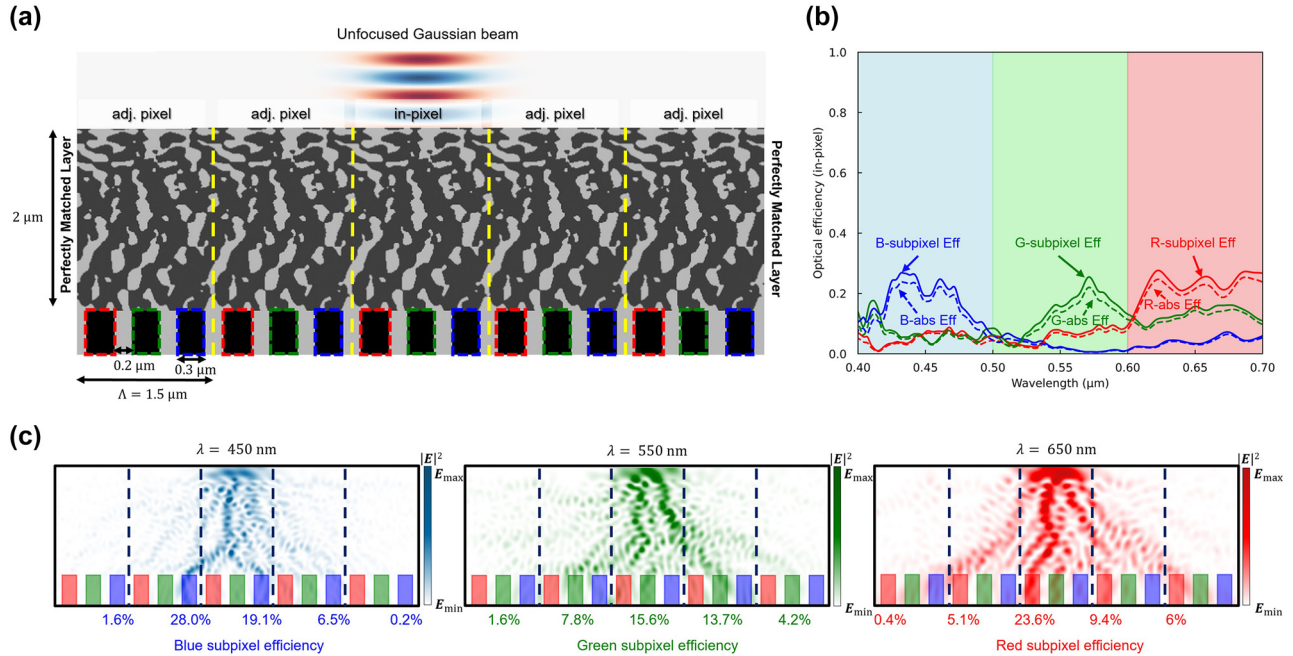 (a)
Unfocused Gaussian beam
adj. pixel adj. pixel in-pixel adj. pixel adj. pixel
Perfectly Matched Layer
2 μm
Perfectly Matched Layer
0.2 μm
0.3 μm
Λ = 1.5 μm
(b)
Optical efficiency (in-pixel)
1.0
0.8
0.6
0.4
0.2
0.0
B-subpixel Eff G-subpixel Eff R-subpixel Eff
B-abs Eff G-abs Eff R-abs Eff
0.40 0.45 0.50 0.55 0.60 0.65 0.70
Wavelength (μm)
(c)
λ = 450 nm
|E|²
Emax
Emin
1.6% 28.0% 19.1% 6.5% 0.2%
Blue subpixel efficiency
λ = 550 nm
|E|²
Emax
Emin
1.6% 7.8% 15.6% 13.7% 4.2%
Green subpixel efficiency
λ = 650 nm
|E|²
Emax
Emin
0.4% 5.1% 23.6% 9.4% 6%
Red subpixel efficiency